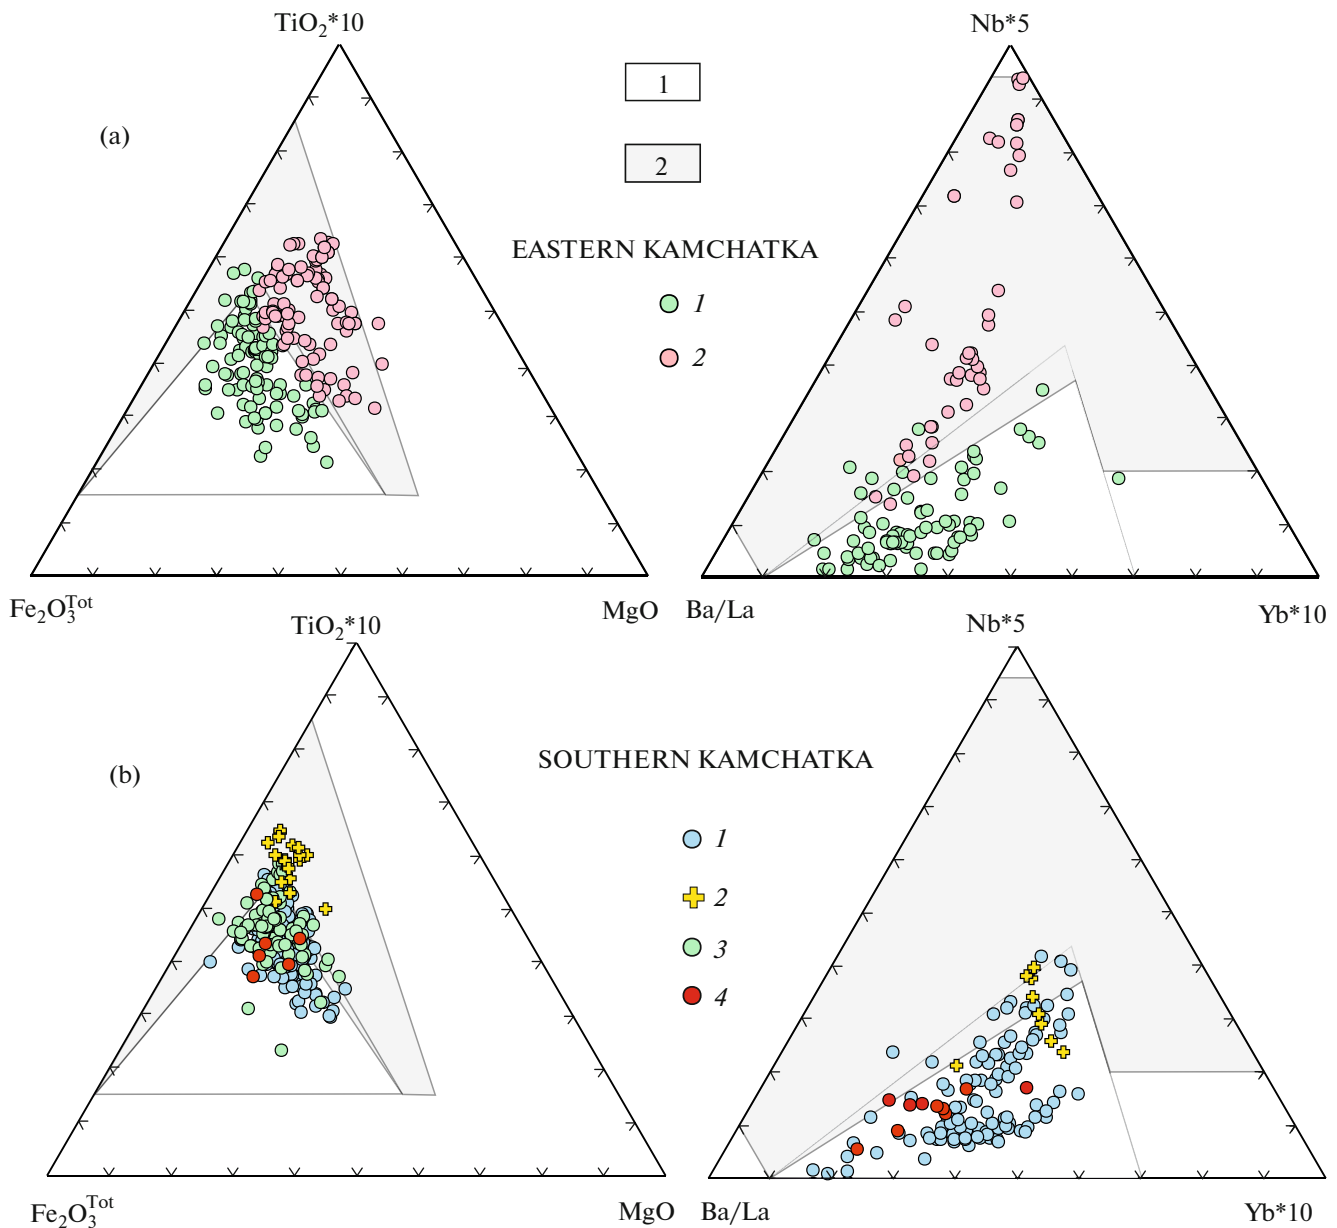 TiO₂*10
Nb*5
1
(a)
2
EASTERN KAMCHATKA
1
2
Fe₂O₃ᵀᵒᵗ
MgO
Ba/La
Yb*10
TiO₂*10
Nb*5
SOUTHERN KAMCHATKA
(b)
1
2
3
4
Fe₂O₃ᵀᵒᵗ
MgO
Ba/La
Yb*10